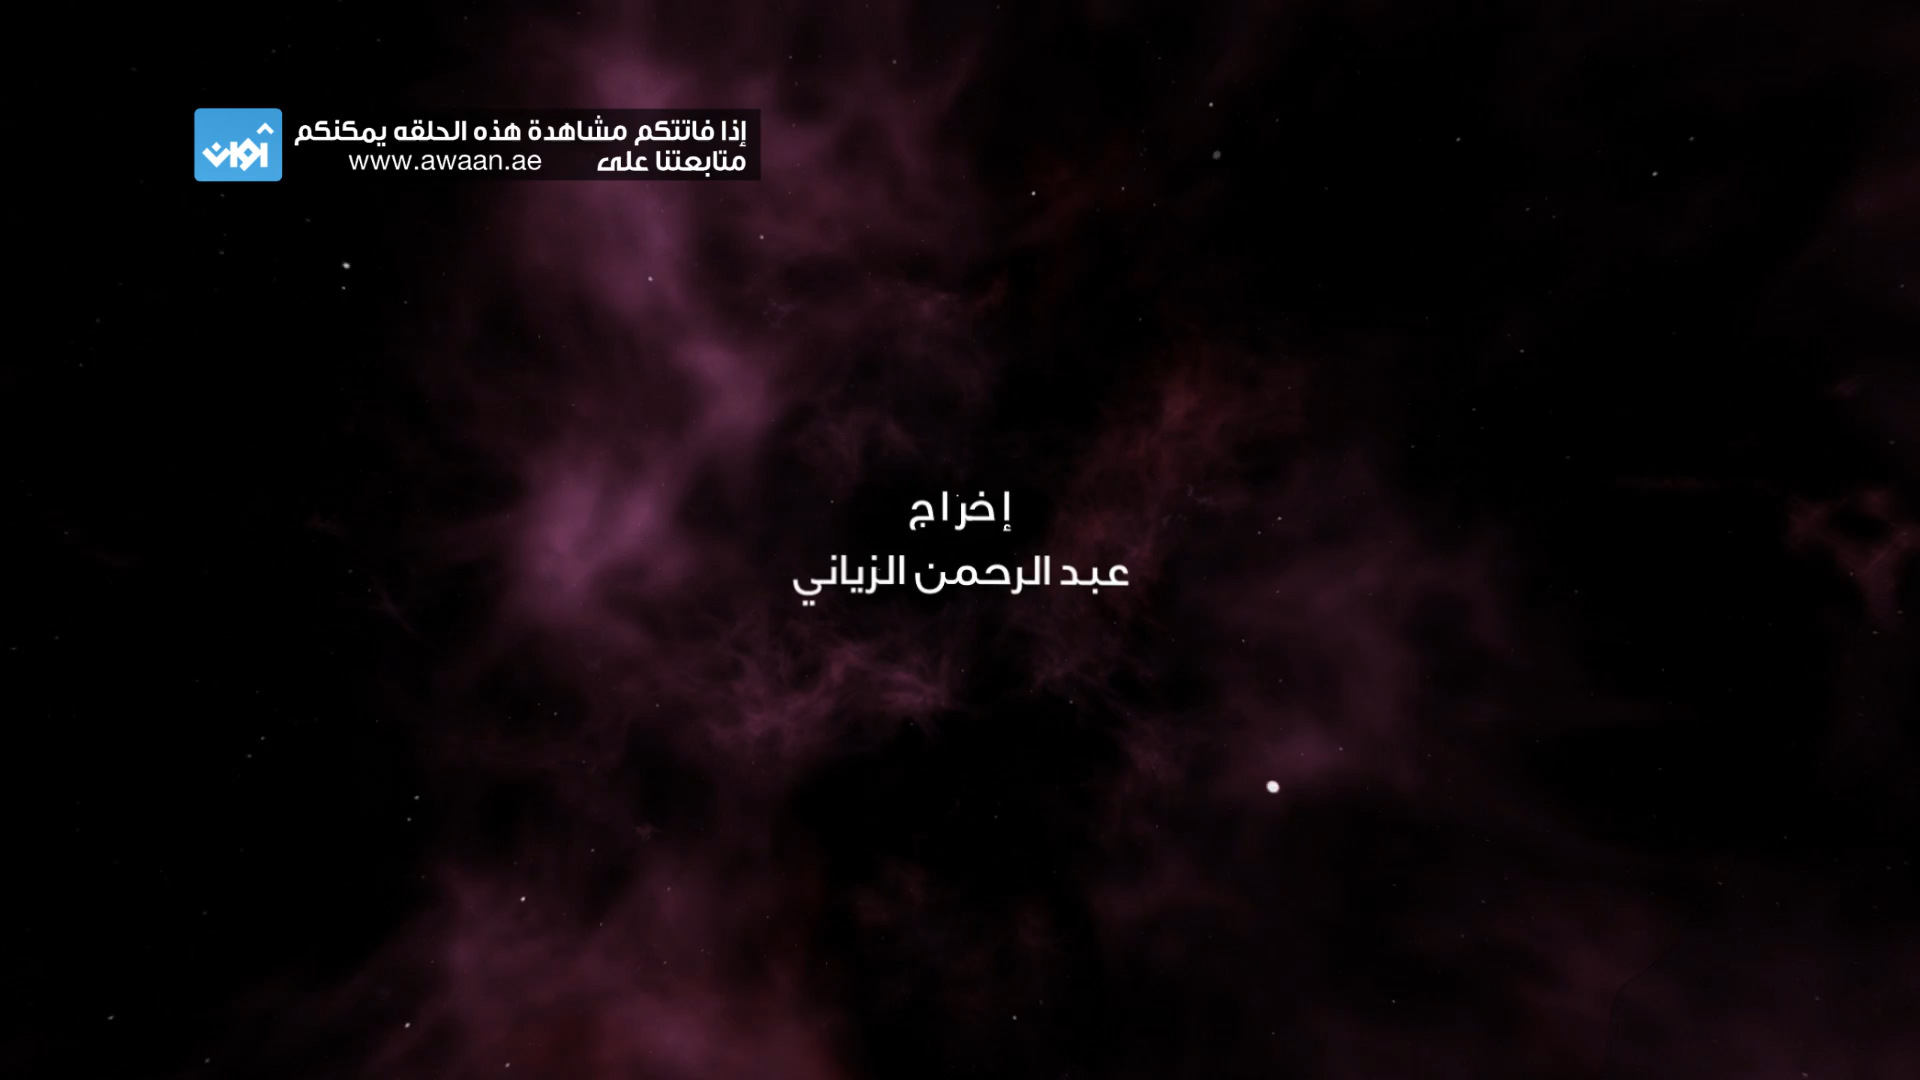 إذا فاتتكم مشاهدة هذه الحلقه يمكنكم
متابعتنا على www.awaan.ae
أوان
إخراج
عبد الرحمن الزياني